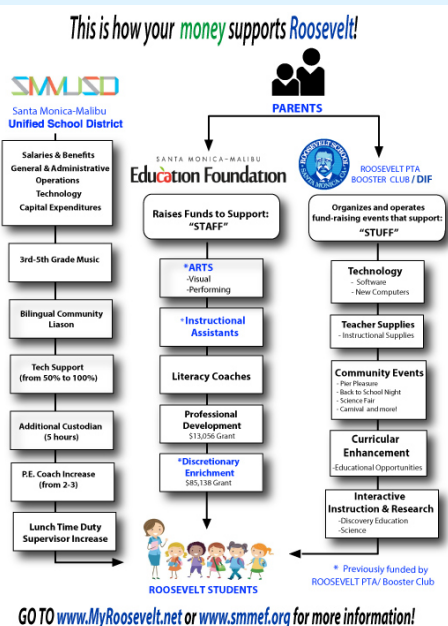 This is how your money supports Roosevelt!
SMMUSD
Santa Monica-Malibu
Unified School District
Salaries & Benefits
General & Administrative
Operations
Technology
Capital Expenditures
3rd-5th Grade Music
Bilingual Community
Liason
Tech Support
(from 50% to 100%)
Additional Custodian
(5 hours)
P.E. Coach Increase
(from 2-3)
Lunch Time Duty
Supervisor Increase
PARENTS
SANTA MONICA-MALIBU
Education Foundation
Raises Funds to Support:
"STAFF"
*ARTS
-Visual
-Performing
*Instructional
Assistants
Literacy Coaches
Professional
Development
$13,056 Grant
*Discretionary
Enrichment
$85,138 Grant
ROOSEVELT SCHOOL
SANTA MONICA, CA
ROOSEVELT PTA
BOOSTER CLUB / DIF
Organizes and operates
fund-raising events that support:
"STUFF"
Technology
- Software
- New Computers
Teacher Supplies
- Instructional Supplies
Community Events
- Pier Pleasure
- Back to School Night
- Science Fair
- Carnival and more!
Curricular
Enhancement
-Educational Opportunities
Interactive
Instruction & Research
-Discovery Education
-Science
ROOSEVELT STUDENTS
* Previously funded by
ROOSEVELT PTA/ Booster Club
GO TO www.MyRoosevelt.net or www.smmef.org for more information!